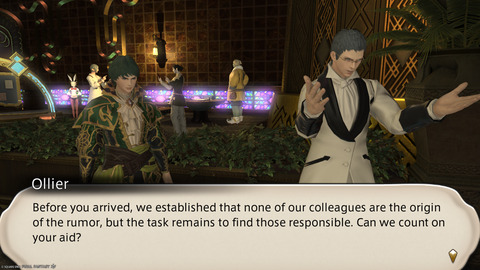 Ollier
Before you arrived, we established that none of our colleagues are the origin
of the rumor, but the task remains to find those responsible. Can we count on
your aid?